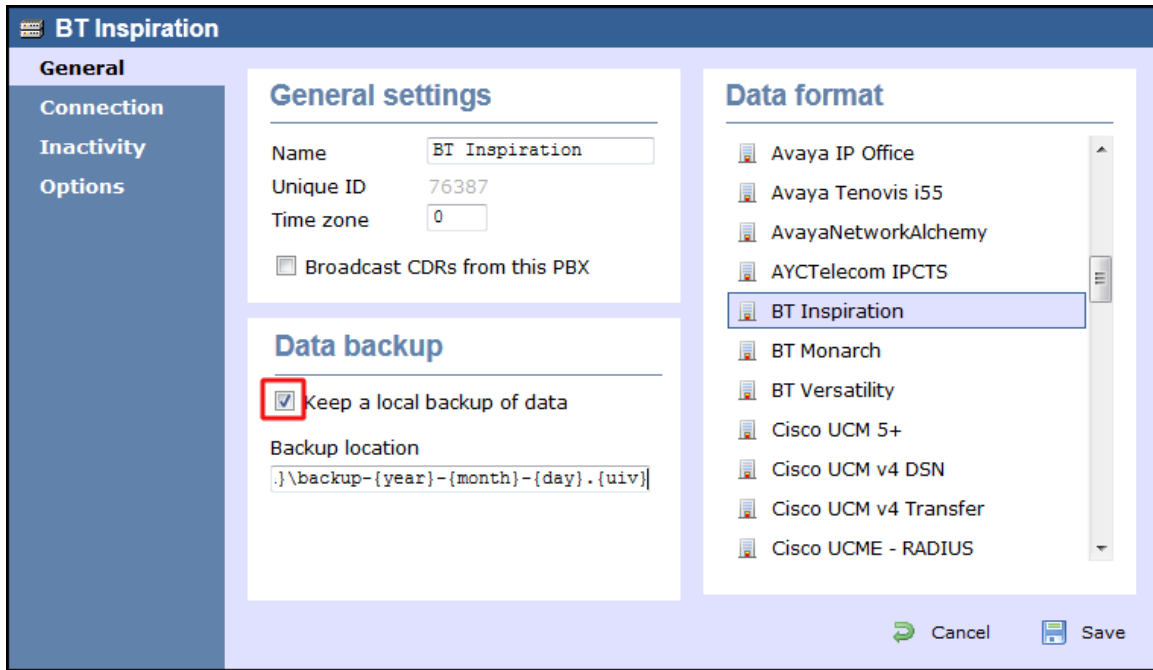 BT Inspiration
General
Connection
Inactivity
Options
General settings
Name BT Inspiration
Unique ID 76387
Time zone 0
Broadcast CDRs from this PBX
Data backup
Keep a local backup of data
Backup location
.}\backup-{year}-{month}-{day}.{uiv}
Data format
Avaya IP Office
Avaya Tenovis i55
AvayaNetworkAlchemy
AYCTelecom IPCTS
BT Inspiration
BT Monarch
BT Versatility
Cisco UCM 5+
Cisco UCM v4 DSN
Cisco UCM v4 Transfer
Cisco UCME - RADIUS
Cancel
Save